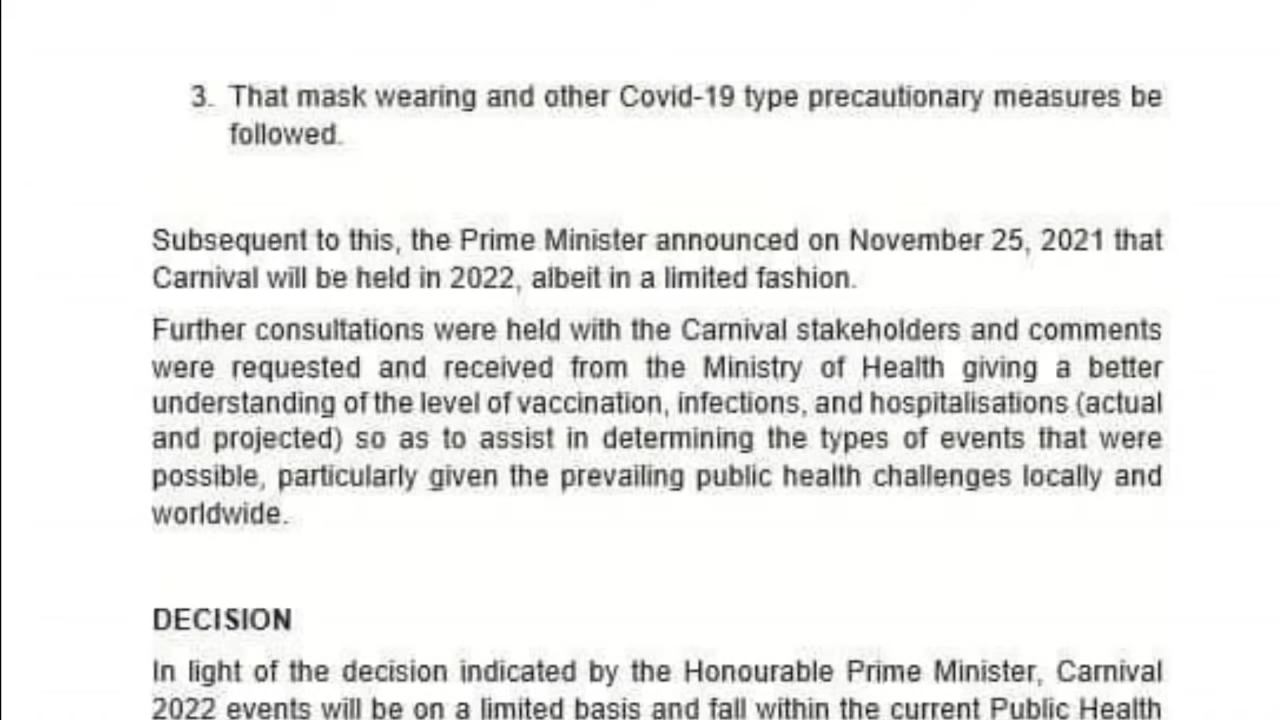 3. That mask wearing and other Covid-19 type precautionary measures be
followed.
Subsequent to this, the Prime Minister announced on November 25, 2021 that
Carnival will be held in 2022, albeit in a limited fashion.
Further consultations were held with the Carnival stakeholders and comments
were requested and received from the Ministry of Health giving a better
understanding of the level of vaccination, infections, and hospitalisations (actual
and projected) so as to assist in determining the types of events that were
possible, particularly given the prevailing public health challenges locally and
worldwide.
DECISION
In light of the decision indicated by the Honourable Prime Minister, Carnival
2022 events will be on a limited basis and fall within the current Public Health